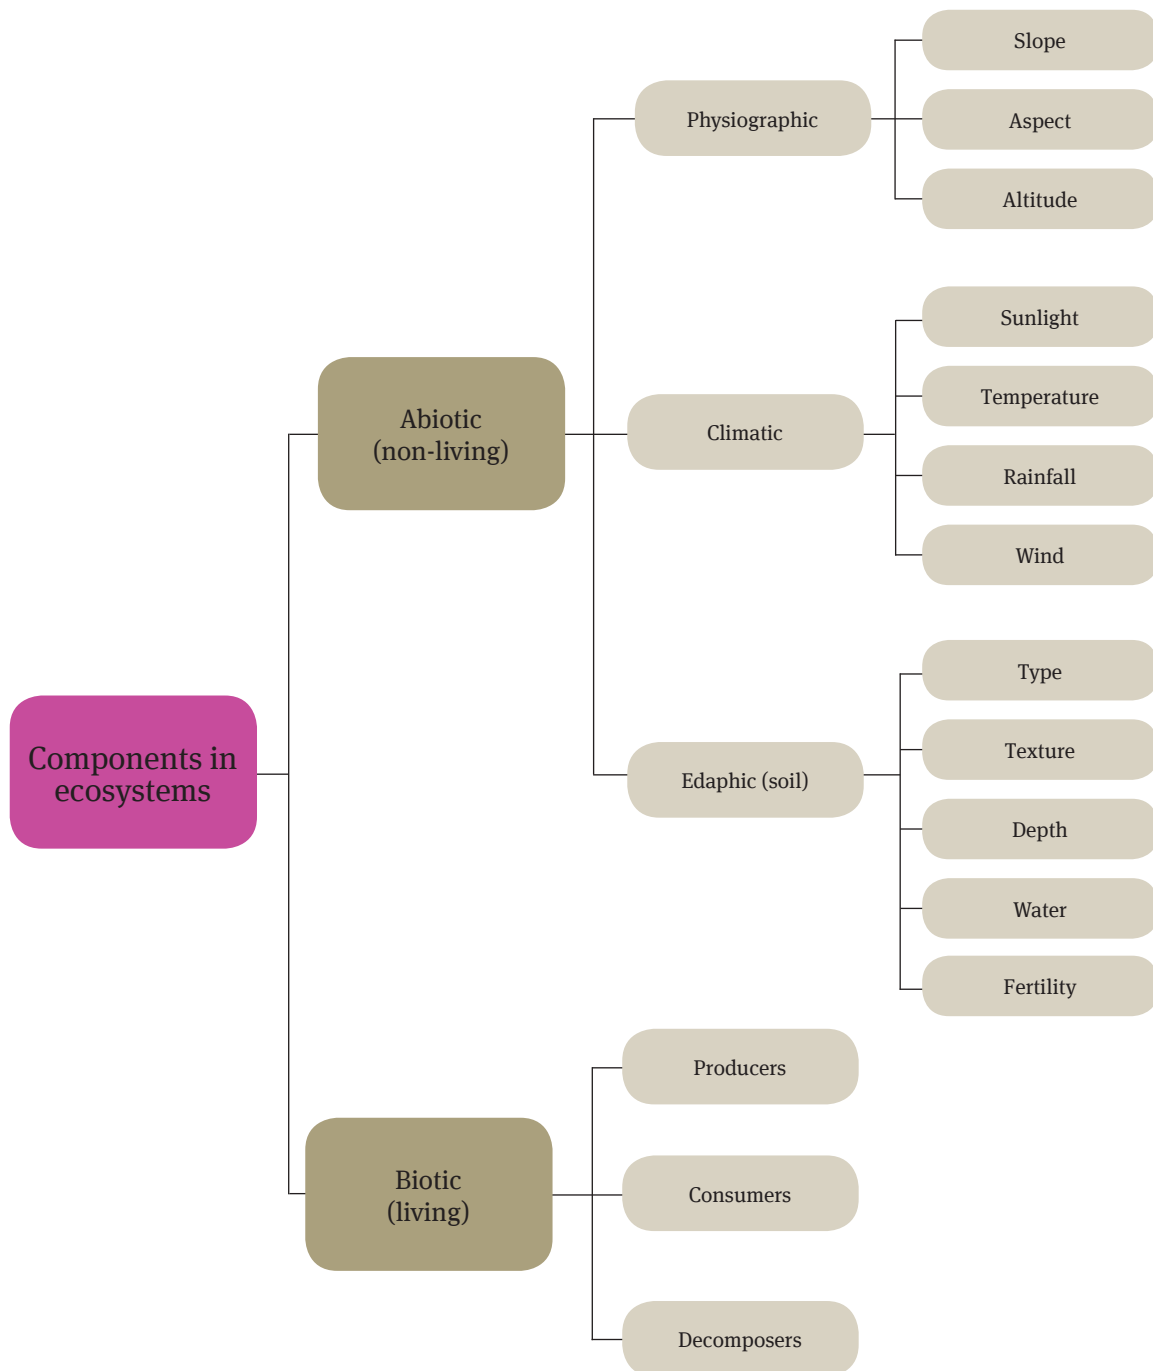 Components in
ecosystems
Abiotic
(non-living)
Physiographic
Slope
Aspect
Altitude
Climatic
Sunlight
Temperature
Rainfall
Wind
Edaphic (soil)
Type
Texture
Depth
Water
Fertility
Biotic
(living)
Producers
Consumers
Decomposers